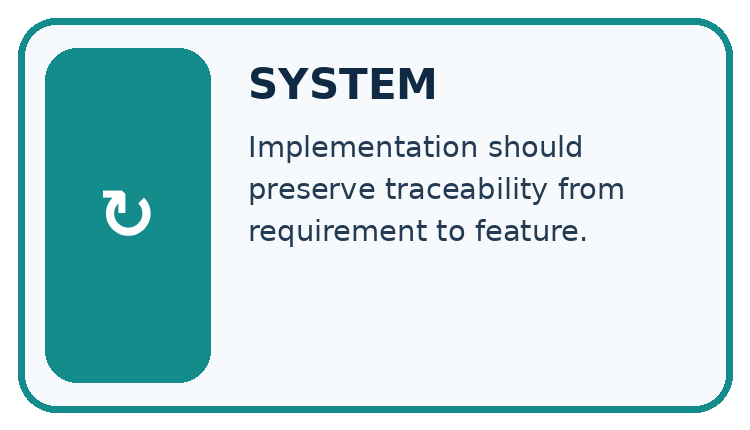 SYSTEM
Implementation should
preserve traceability from
requirement to feature.